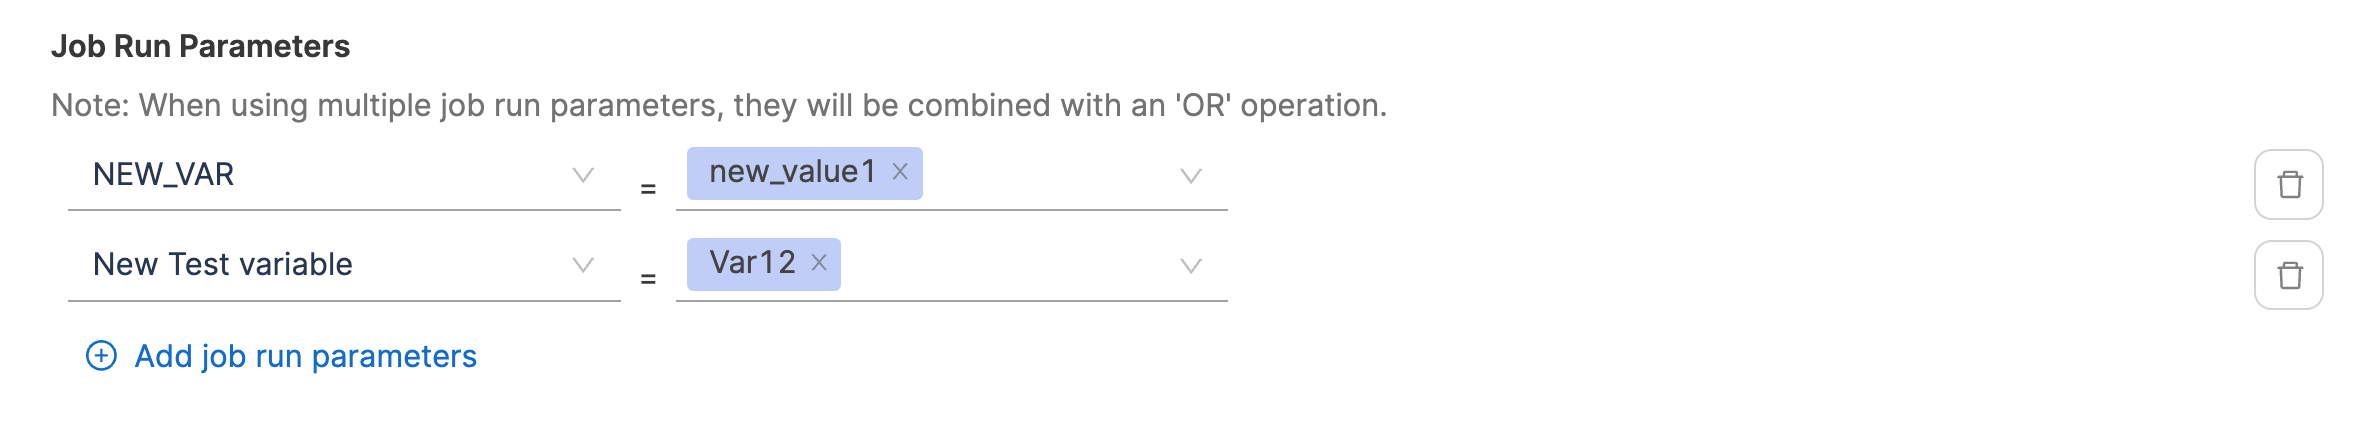 Job Run Parameters
Note: When using multiple job run parameters, they will be combined with an 'OR' operation.
NEW_VAR = new_value1
New Test variable = Var12
Add job run parameters